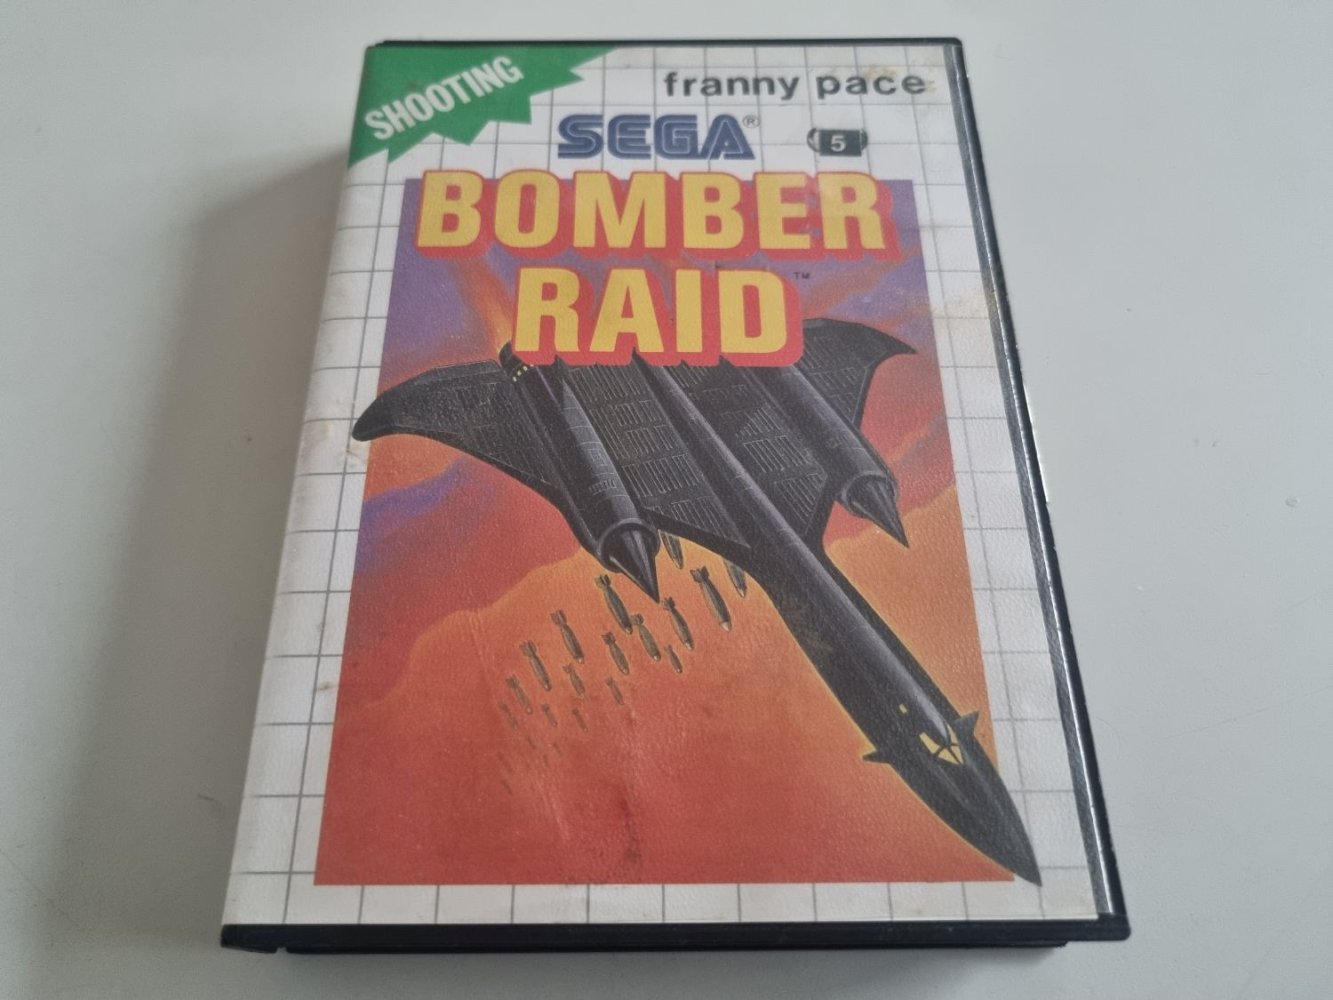 SHOOTING
franny pace
SEGA®
5
BOMBER
RAID™